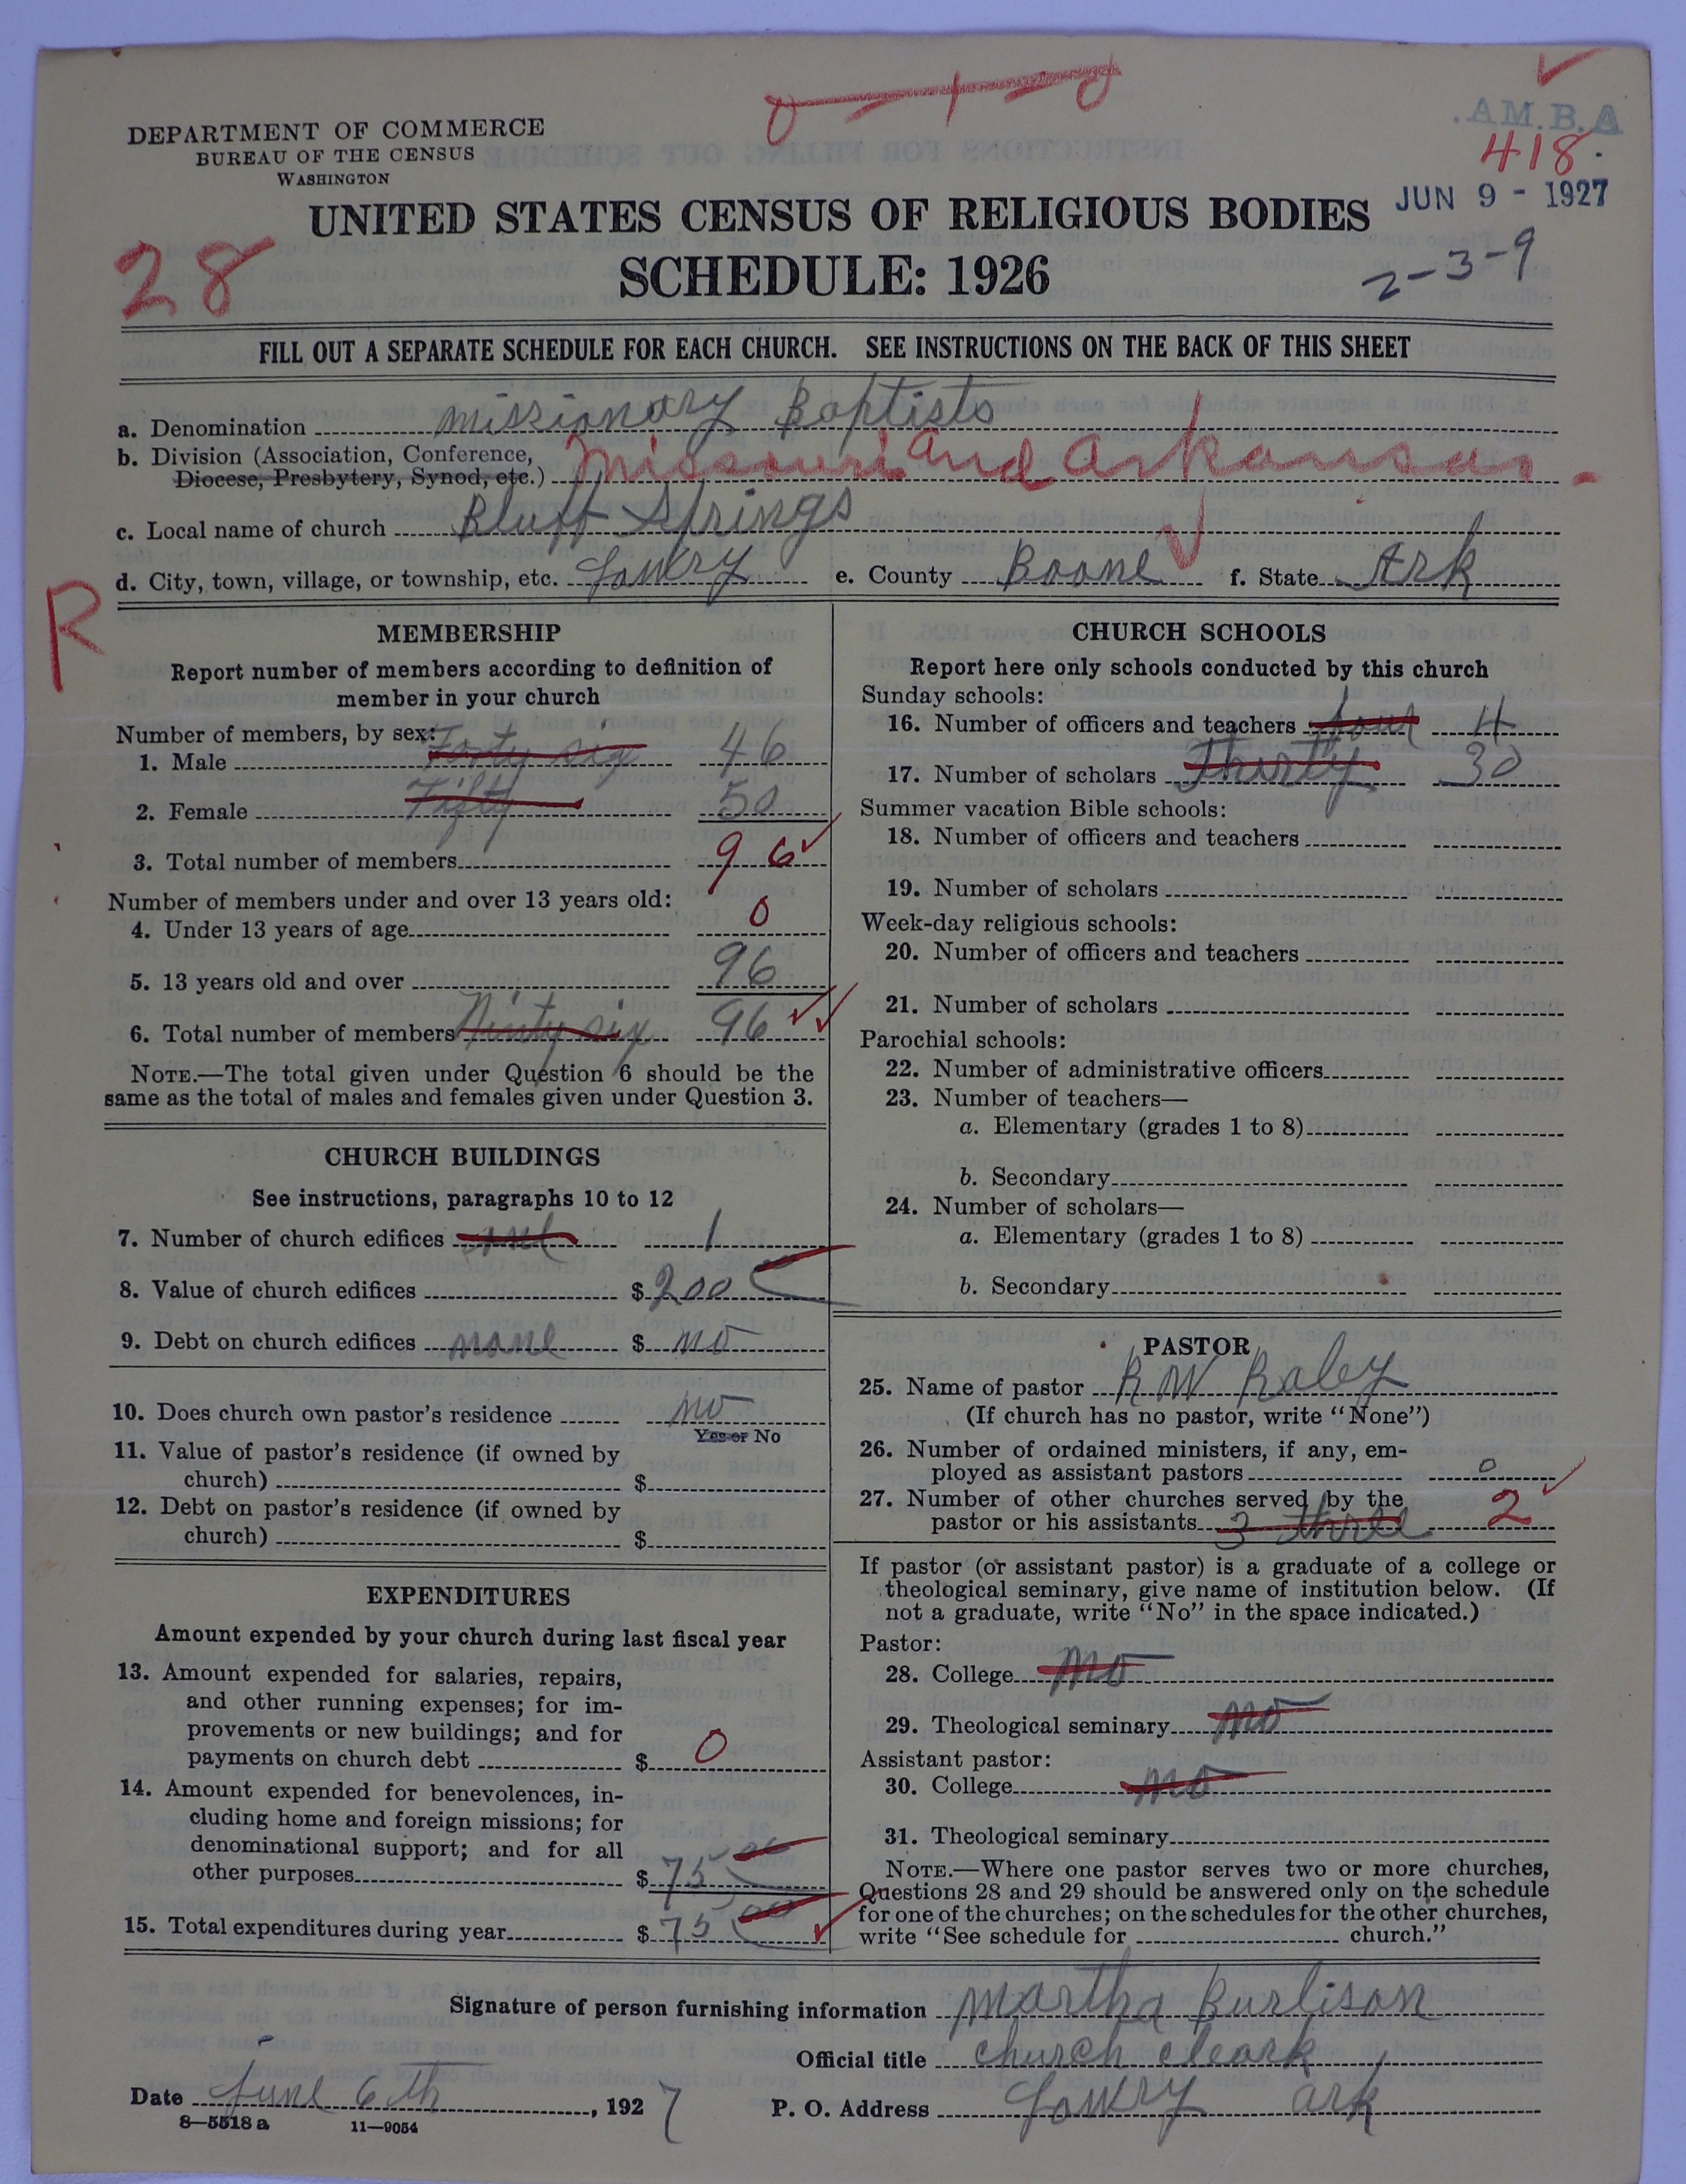 .A.M.B.A
418.
DEPARTMENT OF COMMERCE
BUREAU OF THE CENSUS
WASHINGTON
JUN 9 - 1927
UNITED STATES CENSUS OF RELIGIOUS BODIES
28
SCHEDULE: 1926
2-3-9
FILL OUT A SEPARATE SCHEDULE FOR EACH CHURCH. SEE INSTRUCTIONS ON THE BACK OF THIS SHEET
a. Denomination missionary Baptists
b. Division (Association, Conference,
Diocese, Presbytery, Synod, etc.) Missouri and Arkansas.
c. Local name of church Bluff Springs
d. City, town, village, or township, etc. Lowry e. County Boone f. State Ark
R
MEMBERSHIP
Report number of members according to definition of
member in your church
Number of members, by sex:
1. Male Forty six 46
2. Female Fifty 50
3. Total number of members 96
Number of members under and over 13 years old:
4. Under 13 years of age 0
5. 13 years old and over 96
6. Total number of members Ninty six 96
NOTE.—The total given under Question 6 should be the
same as the total of males and females given under Question 3.
CHURCH BUILDINGS
See instructions, paragraphs 10 to 12
7. Number of church edifices one 1
8. Value of church edifices $ 200
9. Debt on church edifices none $ no
10. Does church own pastor's residence no
Yes or No
11. Value of pastor's residence (if owned by
church) $
12. Debt on pastor's residence (if owned by
church) $
EXPENDITURES
Amount expended by your church during last fiscal year
13. Amount expended for salaries, repairs,
and other running expenses; for im-
provements or new buildings; and for
payments on church debt $ 0
14. Amount expended for benevolences, in-
cluding home and foreign missions; for
denominational support; and for all
other purposes $ 75 00
15. Total expenditures during year $ 75 00
CHURCH SCHOOLS
Report here only schools conducted by this church
Sunday schools:
16. Number of officers and teachers four 4
17. Number of scholars Thirty 30
Summer vacation Bible schools:
18. Number of officers and teachers
19. Number of scholars
Week-day religious schools:
20. Number of officers and teachers
21. Number of scholars
Parochial schools:
22. Number of administrative officers
23. Number of teachers—
a. Elementary (grades 1 to 8)
b. Secondary
24. Number of scholars—
a. Elementary (grades 1 to 8)
b. Secondary
PASTOR
25. Name of pastor R W Raley
(If church has no pastor, write "None")
26. Number of ordained ministers, if any, em-
ployed as assistant pastors 0
27. Number of other churches served by the
pastor or his assistants 3 three 2
If pastor (or assistant pastor) is a graduate of a college or
theological seminary, give name of institution below. (If
not a graduate, write "No" in the space indicated.)
Pastor:
28. College no
29. Theological seminary no
Assistant pastor:
30. College no
31. Theological seminary
NOTE.—Where one pastor serves two or more churches,
Questions 28 and 29 should be answered only on the schedule
for one of the churches; on the schedules for the other churches,
write "See schedule for church."
Signature of person furnishing information Martha Burlison
Official title church cleark
Date June 6th, 1927
P. O. Address Lowry Ark
8—5518 a 11—9054